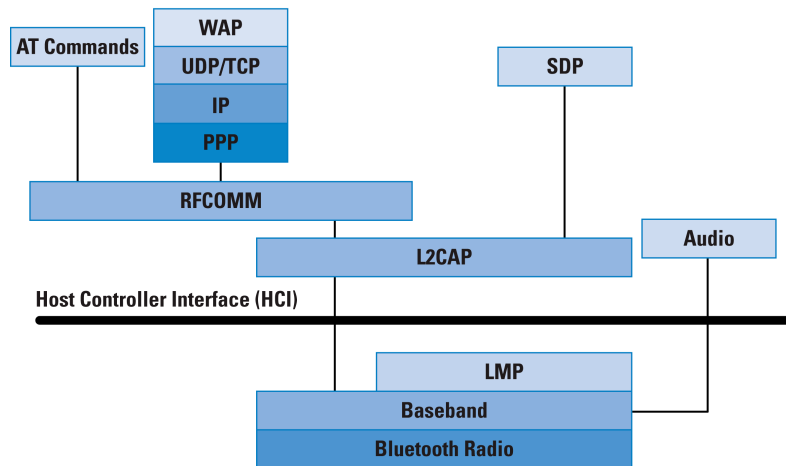 WAP
AT Commands
UDP/TCP
SDP
IP
PPP
RFCOMM
Audio
L2CAP
Host Controller Interface (HCI)
LMP
Baseband
Bluetooth Radio